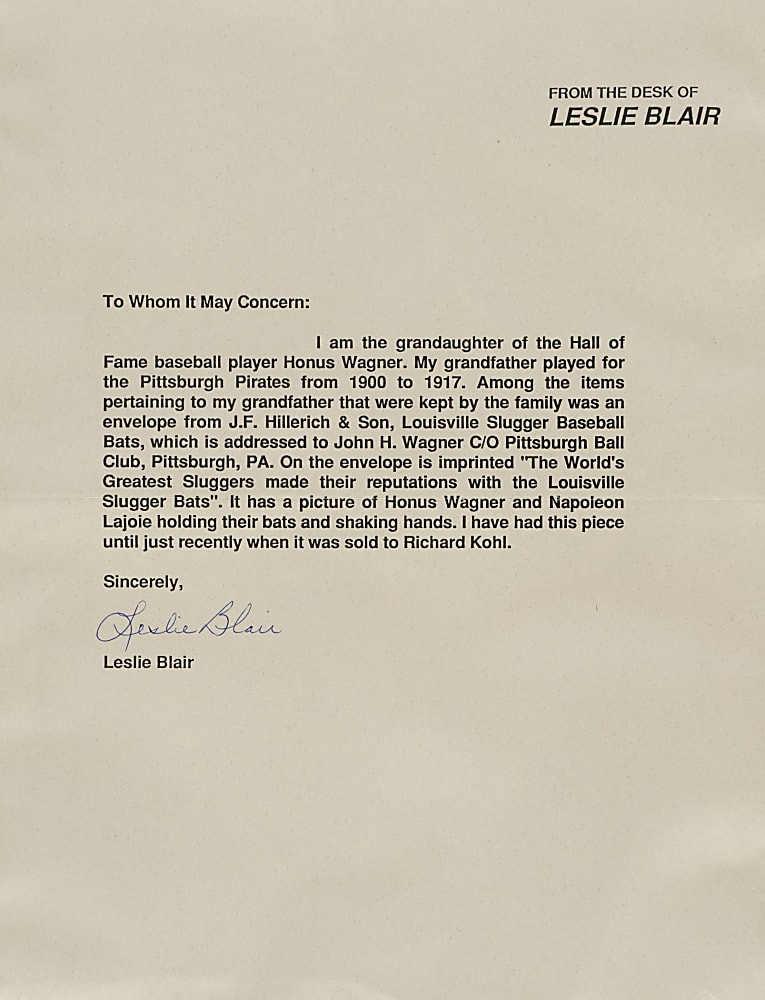 FROM THE DESK OF
LESLIE BLAIR
To Whom It May Concern:
I am the grandaughter of the Hall of
Fame baseball player Honus Wagner. My grandfather played for
the Pittsburgh Pirates from 1900 to 1917. Among the items
pertaining to my grandfather that were kept by the family was an
envelope from J.F. Hillerich & Son, Louisville Slugger Baseball
Bats, which is addressed to John H. Wagner C/O Pittsburgh Ball
Club, Pittsburgh, PA. On the envelope is imprinted "The World's
Greatest Sluggers made their reputations with the Louisville
Slugger Bats". It has a picture of Honus Wagner and Napoleon
Lajoie holding their bats and shaking hands. I have had this piece
until just recently when it was sold to Richard Kohl.
Sincerely,
Leslie Blair
Leslie Blair